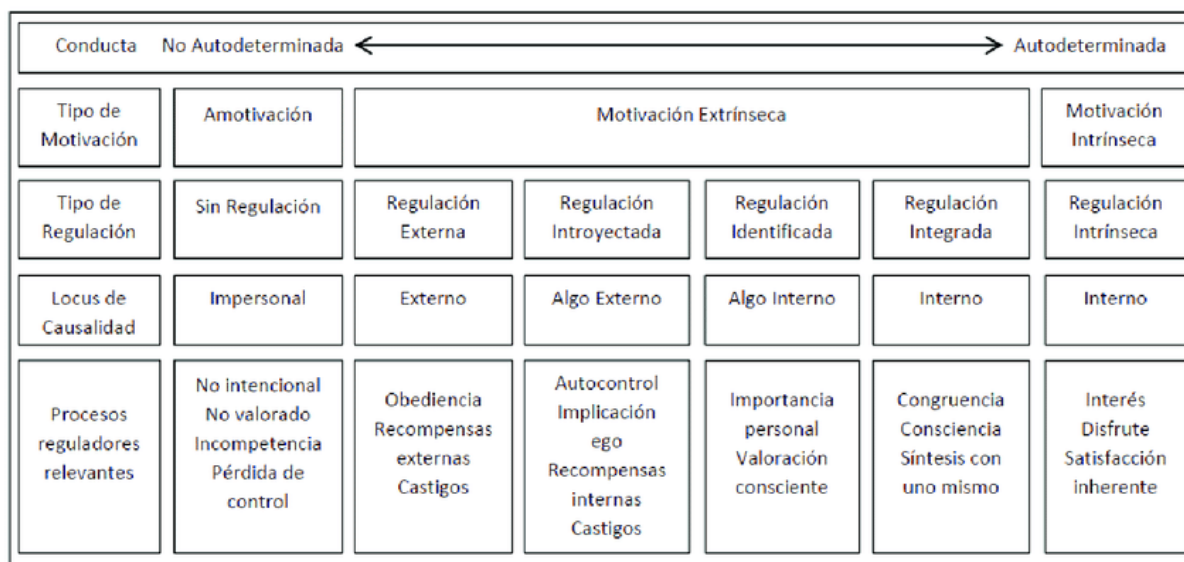 Conducta No Autodeterminada Autodeterminada
Tipo de
Motivación
Amotivación
Motivación Extrínseca
Motivación
Intrínseca
Tipo de
Regulación
Sin Regulación
Regulación
Externa
Regulación
Introyectada
Regulación
Identificada
Regulación
Integrada
Regulación
Intrínseca
Locus de
Causalidad
Impersonal
Externo
Algo Externo
Algo Interno
Interno
Interno
Procesos
reguladores
relevantes
No intencional
No valorado
Incompetencia
Pérdida de
control
Obediencia
Recompensas
externas
Castigos
Autocontrol
Implicación
ego
Recompensas
internas
Castigos
Importancia
personal
Valoración
consciente
Congruencia
Consciencia
Síntesis con
uno mismo
Interés
Disfrute
Satisfacción
inherente